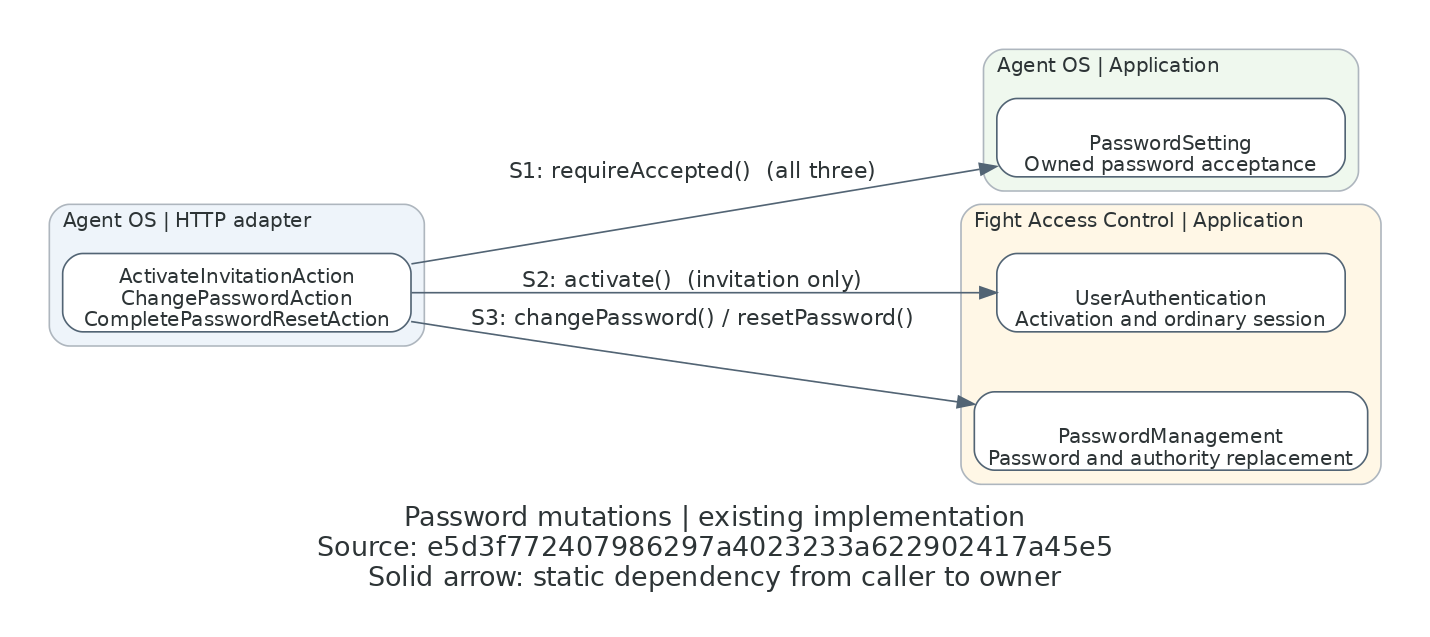 Agent OS | Application
PasswordSetting
Owned password acceptance
S1: requireAccepted()  (all three)
Agent OS | HTTP adapter
ActivateInvitationAction
ChangePasswordAction
CompletePasswordResetAction
S2: activate()  (invitation only)
S3: changePassword() / resetPassword()
Fight Access Control | Application
UserAuthentication
Activation and ordinary session
PasswordManagement
Password and authority replacement
Password mutations | existing implementation
Source: e5d3f772407986297a4023233a622902417a45e5
Solid arrow: static dependency from caller to owner